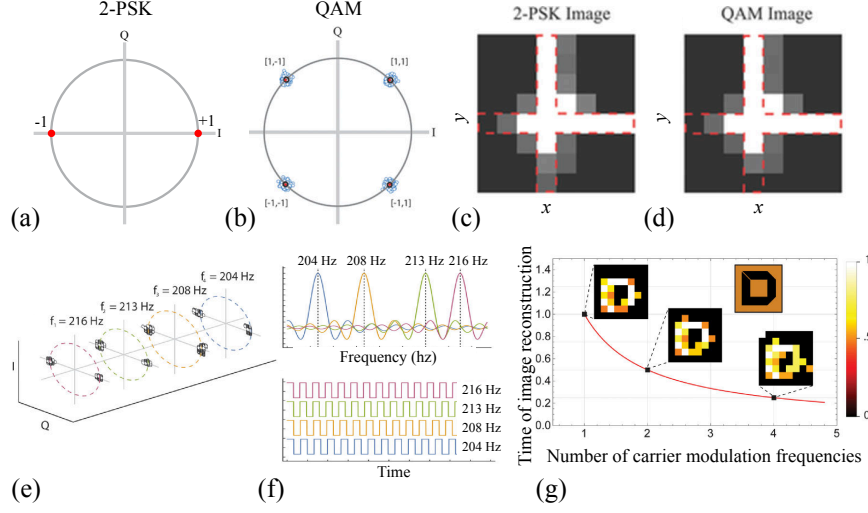 2-PSK
Q
-1
+1
I
(a)
QAM
Q
[1,-1]
[1,1]
I
[-1,-1]
[-1,1]
(b)
2-PSK Image
y
x
(c)
QAM Image
y
x
(d)
f₁ = 216 Hz
f₂ = 213 Hz
f₃ = 208 Hz
= 204 Hz
I
Q
(e)
204 Hz
208 Hz
213 Hz
216 Hz
Frequency (hz)
216 Hz
213 Hz
208 Hz
204 Hz
Time
(f)
Time of image reconstruction
1.4
1.2
1.0
0.8
0.6
0.4
0.2
0.0
1
2
3
4
5
Number of carrier modulation frequencies
1
.5
0
(g)